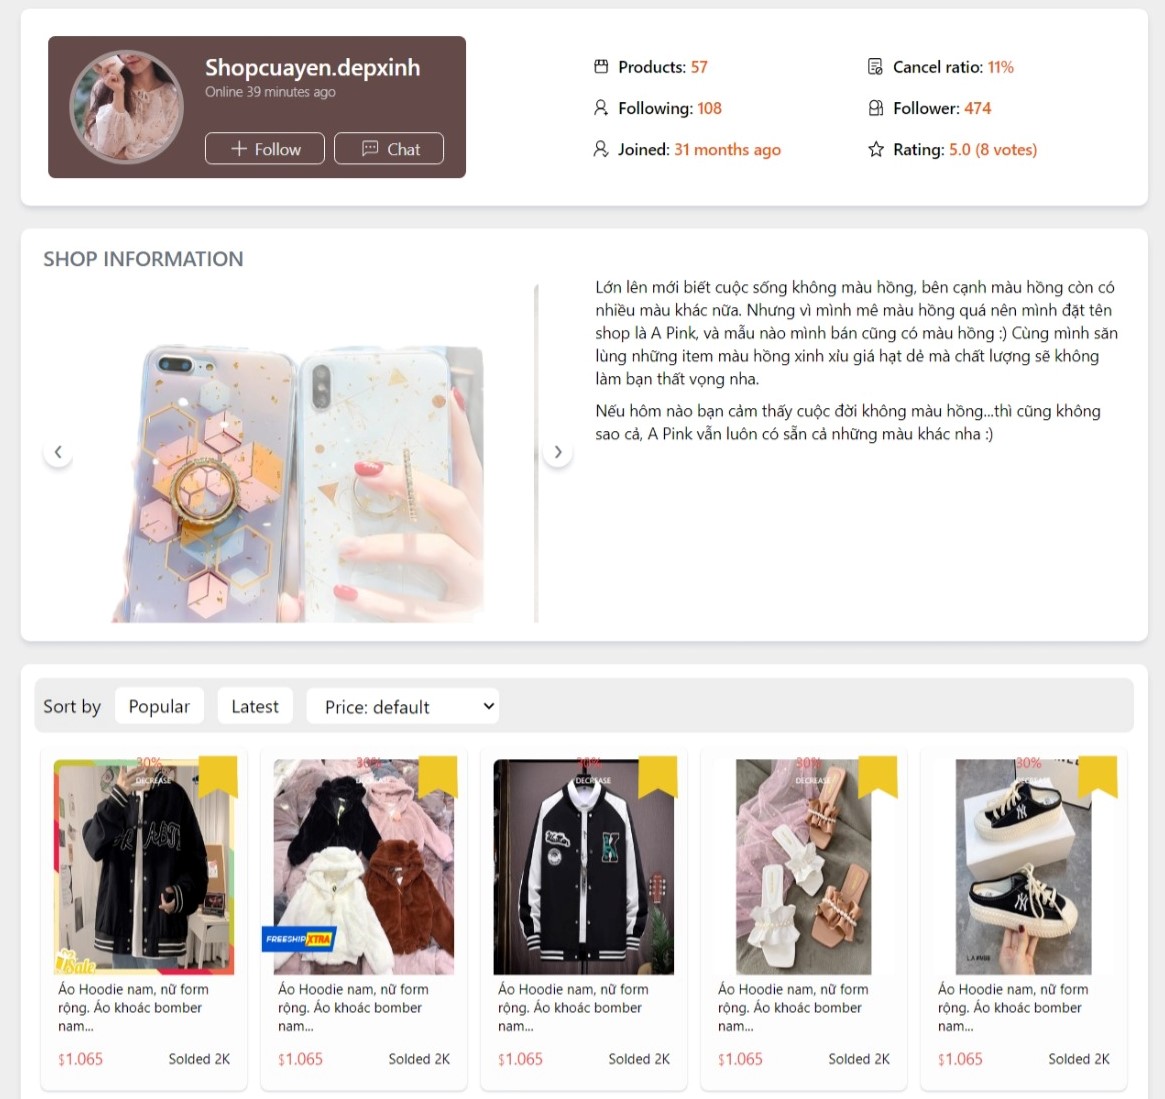 Shopcuayen.depxinh
Online 39 minutes ago
Follow
Chat
Products: 57
Cancel ratio: 11%
Following: 108
Follower: 474
Joined: 31 months ago
Rating: 5.0 (8 votes)
SHOP INFORMATION
Lớn lên mới biết cuộc sống không màu hồng, bên cạnh màu hồng còn có
nhiều màu khác nữa. Nhưng vì mình mê màu hồng quá nên mình đặt tên
shop là A Pink, và mẫu nào mình bán cũng có màu hồng :) Cùng mình săn
lùng những item màu hồng xinh xỉu giá hạt dẻ mà chất lượng sẽ không
làm bạn thất vọng nha.
Nếu hôm nào bạn cảm thấy cuộc đời không màu hồng...thì cũng không
sao cả, A Pink vẫn luôn có sẵn cả những màu khác nha :)
Sort by
Popular
Latest
Price: default
30%
DECREASE
Sale
Áo Hoodie nam, nữ form
rộng. Áo khoác bomber
nam...
$1.065
Solded 2K
30%
DECREASE
FREESHIP XTRA
Áo Hoodie nam, nữ form
rộng. Áo khoác bomber
nam...
$1.065
Solded 2K
30%
DECREASE
K
Áo Hoodie nam, nữ form
rộng. Áo khoác bomber
nam...
$1.065
Solded 2K
30%
DECREASE
Áo Hoodie nam, nữ form
rộng. Áo khoác bomber
nam...
$1.065
Solded 2K
30%
DECREASE
NY
NY
Áo Hoodie nam, nữ form
rộng. Áo khoác bomber
nam...
$1.065
Solded 2K